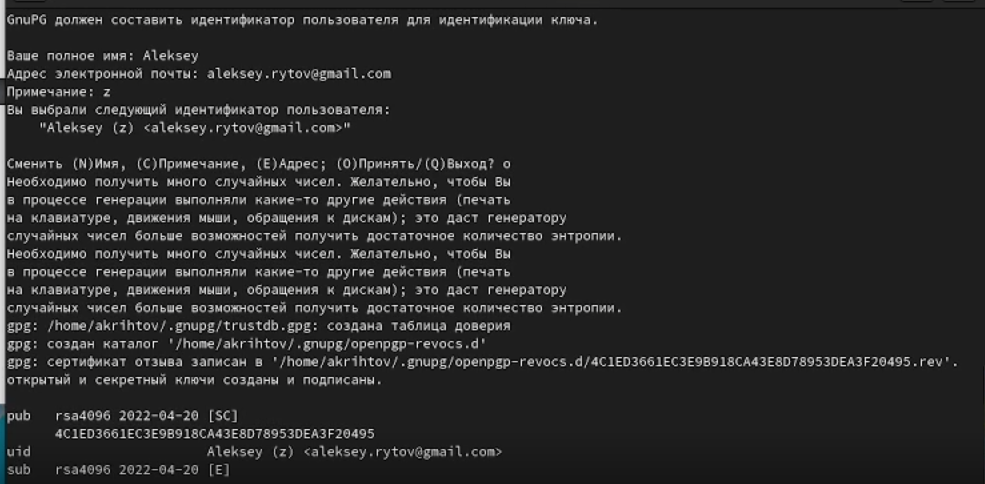 GnuPG должен составить идентификатор пользователя для идентификации ключа.
Ваше полное имя: Aleksey
Адрес электронной почты: aleksey.rytov@gmail.com
Примечание: z
Вы выбрали следующий идентификатор пользователя:
"Aleksey (z) <aleksey.rytov@gmail.com>"
Сменить (N)Имя, (C)Примечание, (E)Адрес; (O)Принять/(Q)Выход? o
Необходимо получить много случайных чисел. Желательно, чтобы Вы
в процессе генерации выполняли какие-то другие действия (печать
на клавиатуре, движения мыши, обращения к дискам); это даст генератору
случайных чисел больше возможностей получить достаточное количество энтропии.
Необходимо получить много случайных чисел. Желательно, чтобы Вы
в процессе генерации выполняли какие-то другие действия (печать
на клавиатуре, движения мыши, обращения к дискам); это даст генератору
случайных чисел больше возможностей получить достаточное количество энтропии.
gpg: /home/akrihtov/.gnupg/trustdb.gpg: создана таблица доверия
gpg: создан каталог '/home/akrihtov/.gnupg/openpgp-revocs.d'
gpg: сертификат отзыва записан в '/home/akrihtov/.gnupg/openpgp-revocs.d/4C1ED3661EC3E9B918CA43E8D78953DEA3F20495.rev'.
открытый и секретный ключи созданы и подписаны.
pub   rsa4096 2022-04-20 [SC]
4C1ED3661EC3E9B918CA43E8D78953DEA3F20495
uid                  Aleksey (z) <aleksey.rytov@gmail.com>
sub   rsa4096 2022-04-20 [E]